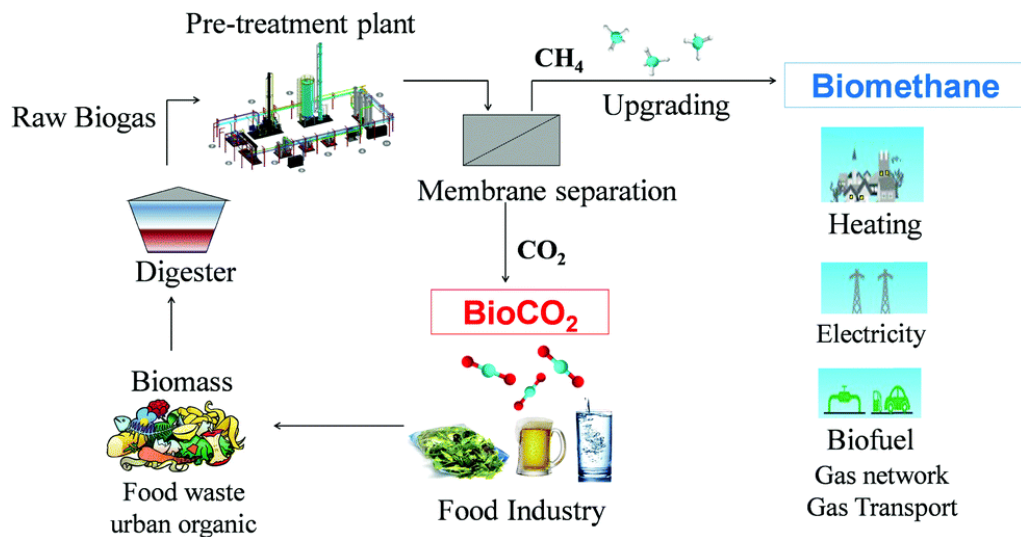 Pre-treatment plant
Raw Biogas
CH₄
Upgrading
Biomethane
Membrane separation
Digester
CO₂
BioCO₂
Heating
Electricity
Biomass
Food waste
urban organic
Food Industry
Biofuel
Gas network
Gas Transport